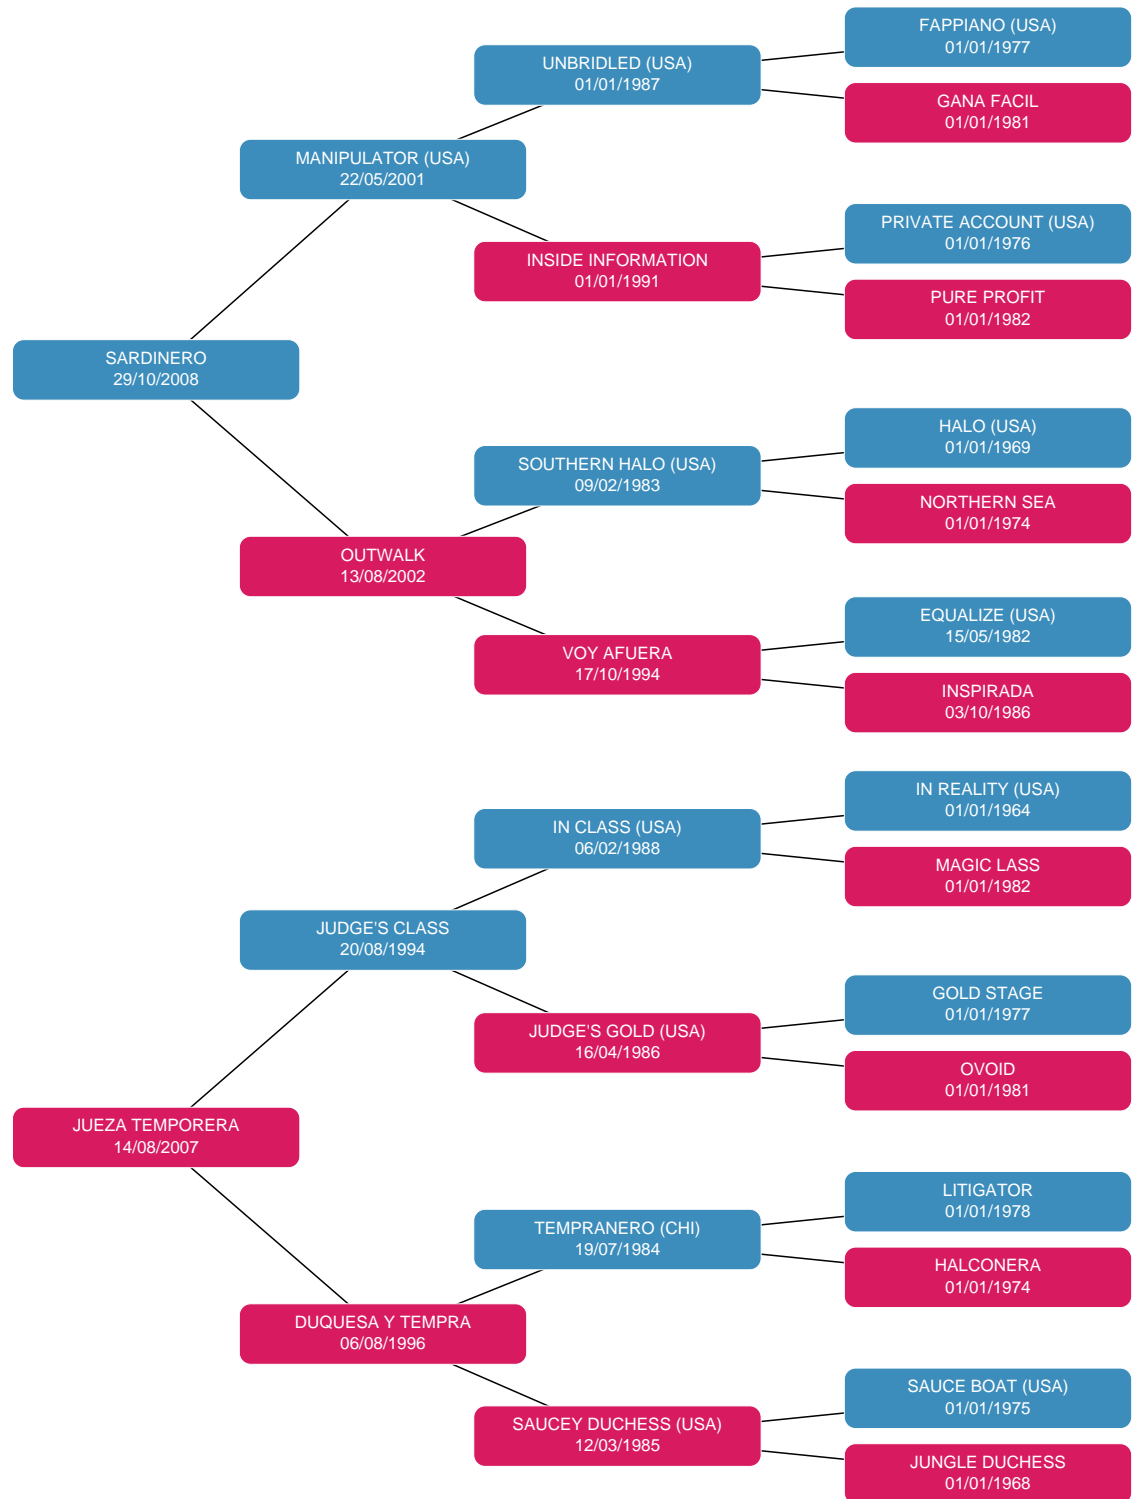 FAPPIANO (USA)
01/01/1977
UNBRIDLED (USA)
01/01/1987
GANA FACIL
01/01/1981
MANIPULATOR (USA)
22/05/2001
PRIVATE ACCOUNT (USA)
01/01/1976
INSIDE INFORMATION
01/01/1991
PURE PROFIT
01/01/1982
SARDINERO
29/10/2008
HALO (USA)
01/01/1969
SOUTHERN HALO (USA)
09/02/1983
NORTHERN SEA
01/01/1974
OUTWALK
13/08/2002
EQUALIZE (USA)
15/05/1982
VOY AFUERA
17/10/1994
INSPIRADA
03/10/1986
IN REALITY (USA)
01/01/1964
IN CLASS (USA)
06/02/1988
MAGIC LASS
01/01/1982
JUDGE'S CLASS
20/08/1994
GOLD STAGE
01/01/1977
JUDGE'S GOLD (USA)
16/04/1986
OVOID
01/01/1981
JUEZA TEMPORERA
14/08/2007
LITIGATOR
01/01/1978
TEMPRANERO (CHI)
19/07/1984
HALCONERA
01/01/1974
DUQUESA Y TEMPRA
06/08/1996
SAUCE BOAT (USA)
01/01/1975
SAUCEY DUCHESS (USA)
12/03/1985
JUNGLE DUCHESS
01/01/1968